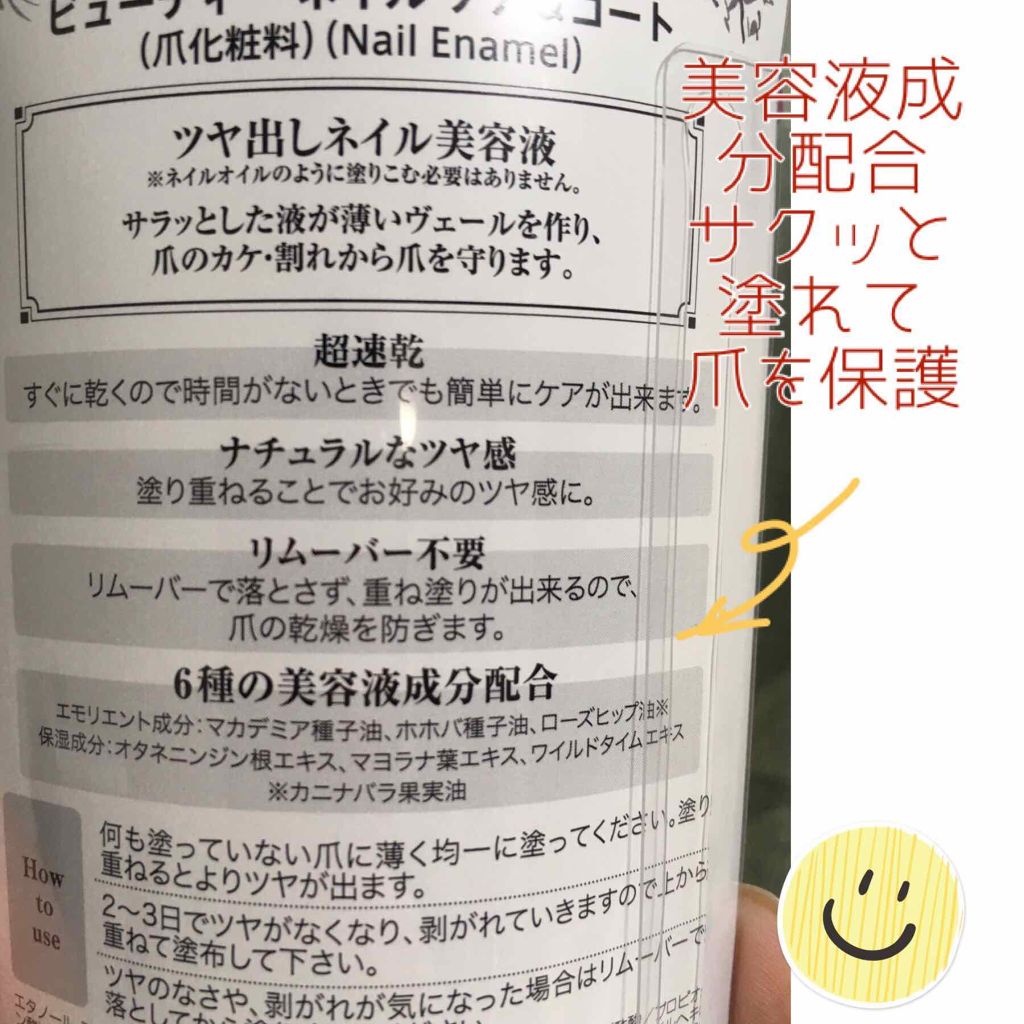 (爪化粧料)(Nail Enamel)
ツヤ出しネイル美容液
※ネイルオイルのように塗りこむ必要はありません。
サラッとした液が薄いヴェールを作り、
爪のカケ・割れから爪を守ります。
超速乾
すぐに乾くので時間がないときでも簡単にケアが出来ます。
ナチュラルなツヤ感
塗り重ねることでお好みのツヤ感に。
リムーバー不要
リムーバーで落とさず、重ね塗りが出来るので、
爪の乾燥を防ぎます。
6種の美容液成分配合
エモリエント成分:マカデミア種子油、ホホバ種子油、ローズヒップ油※
保湿成分:オタネニンジン根エキス、マヨラナ葉エキス、ワイルドタイムエキス
※カニナバラ果実油
How
to
use
何も塗っていない爪に薄く均一に塗ってください。塗り
重ねるとよりツヤが出ます。
2〜3日でツヤがなくなり、剥がれていきますので上から
重ねて塗布して下さい。
ツヤのなさや、剥がれが気になった場合はリムーバーで
落としてから
エタノール
美容液成
分配合
サクッと
塗れて
爪を保護